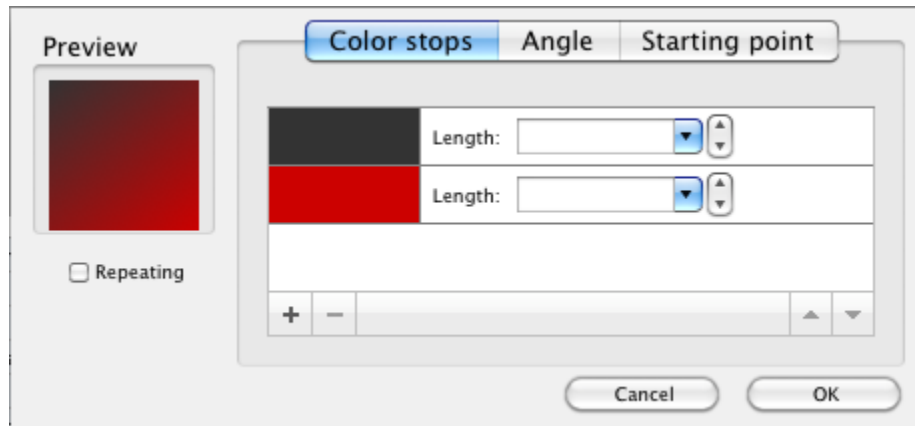 Preview
Color stops Angle Starting point
Length:
Length:
Repeating
+ −
Cancel OK